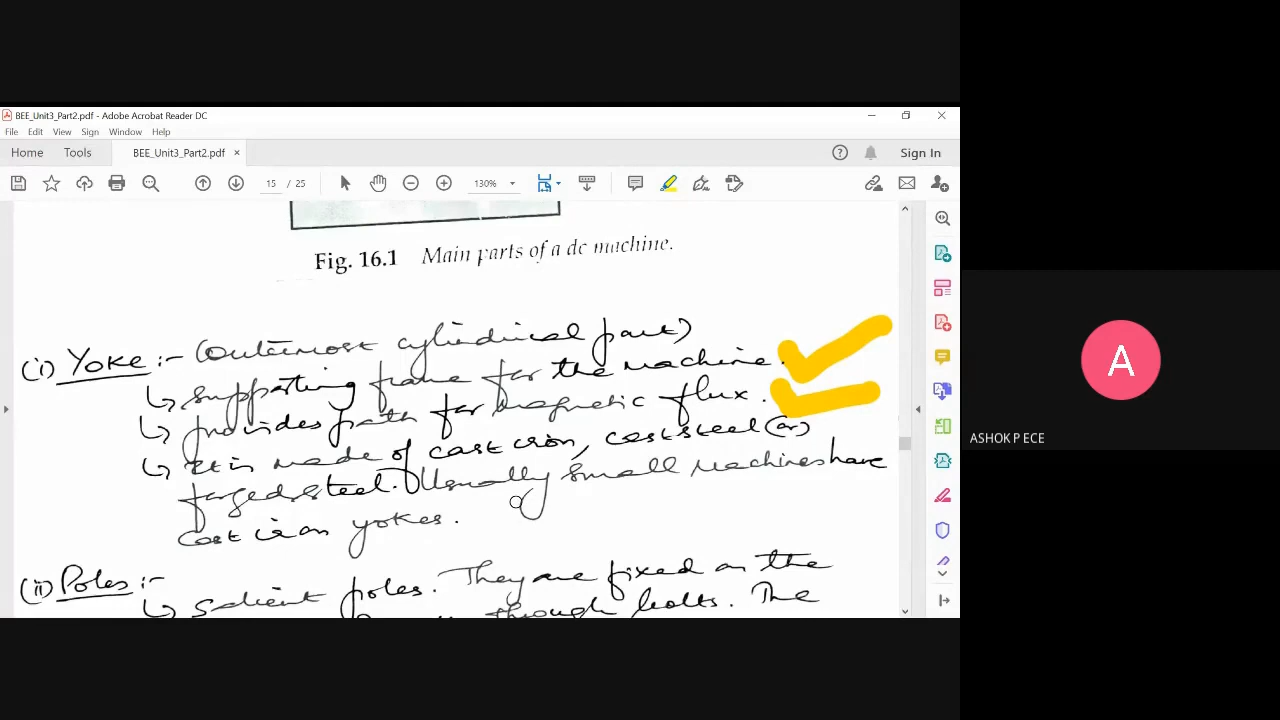 BEE_Unit3_Part2.pdf - Adobe Acrobat Reader DC
File Edit View Window Sign Help
Home Tools BEE_Unit3_Part2.pdf × Sign In
15 / 25 130%
Fig. 16.1 Main parts of a dc machine.
(i) Yoke :- (Outermost cylindrical part)
↳ supporting frame for the machine.
↳ provides path for magnetic flux.
↳ It is made of cast iron, cast steel (or)
forged steel. Usually small machines have
cast iron yokes.
(ii) Poles :-
↳ Salient poles. They are fixed on the
through bolts. The
A
ASHOK P ECE